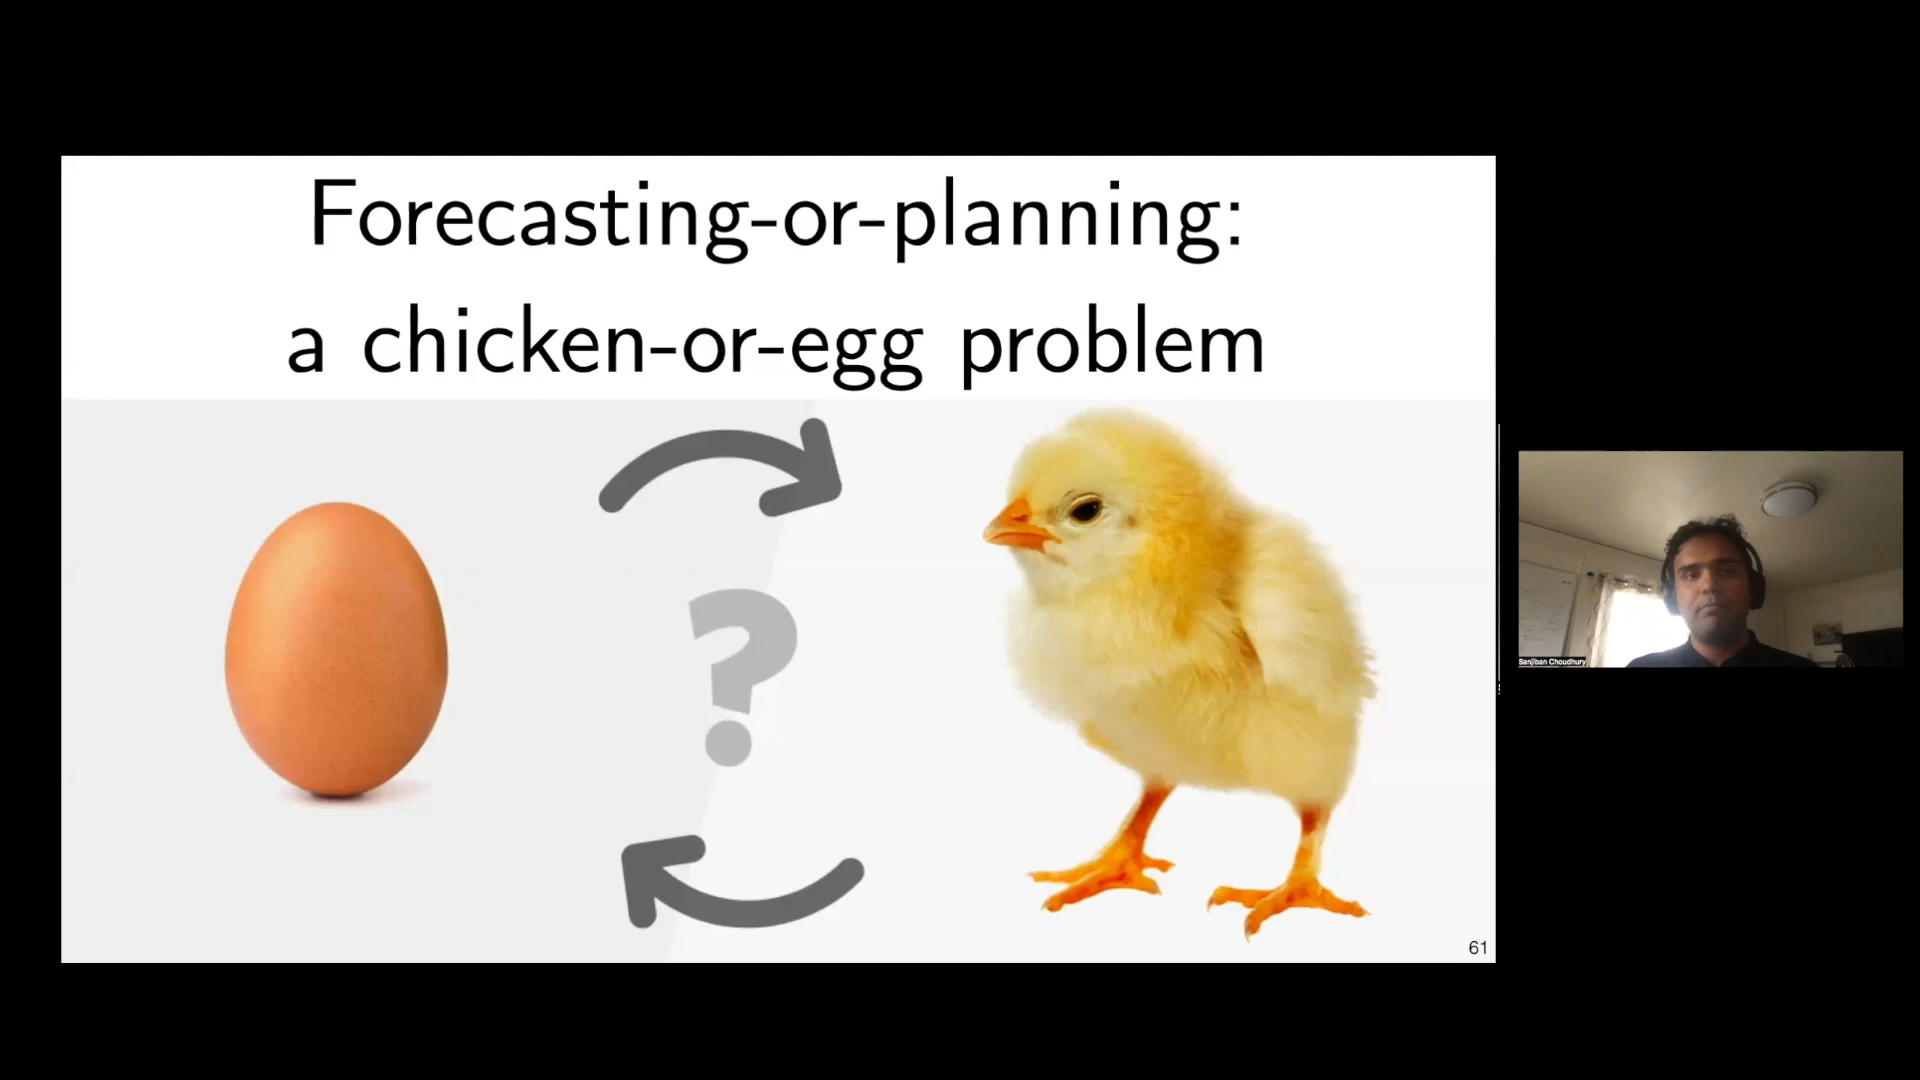 Forecasting-or-planning:
a chicken-or-egg problem
?
61
Sanjiban Choudhury